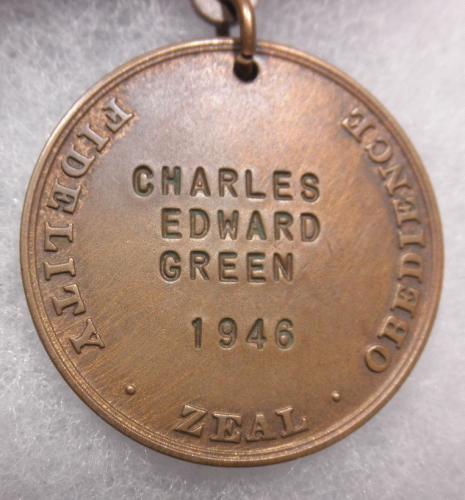 FIDELITY
ZEAL
OBEDIENCE
CHARLES
EDWARD
GREEN
1946